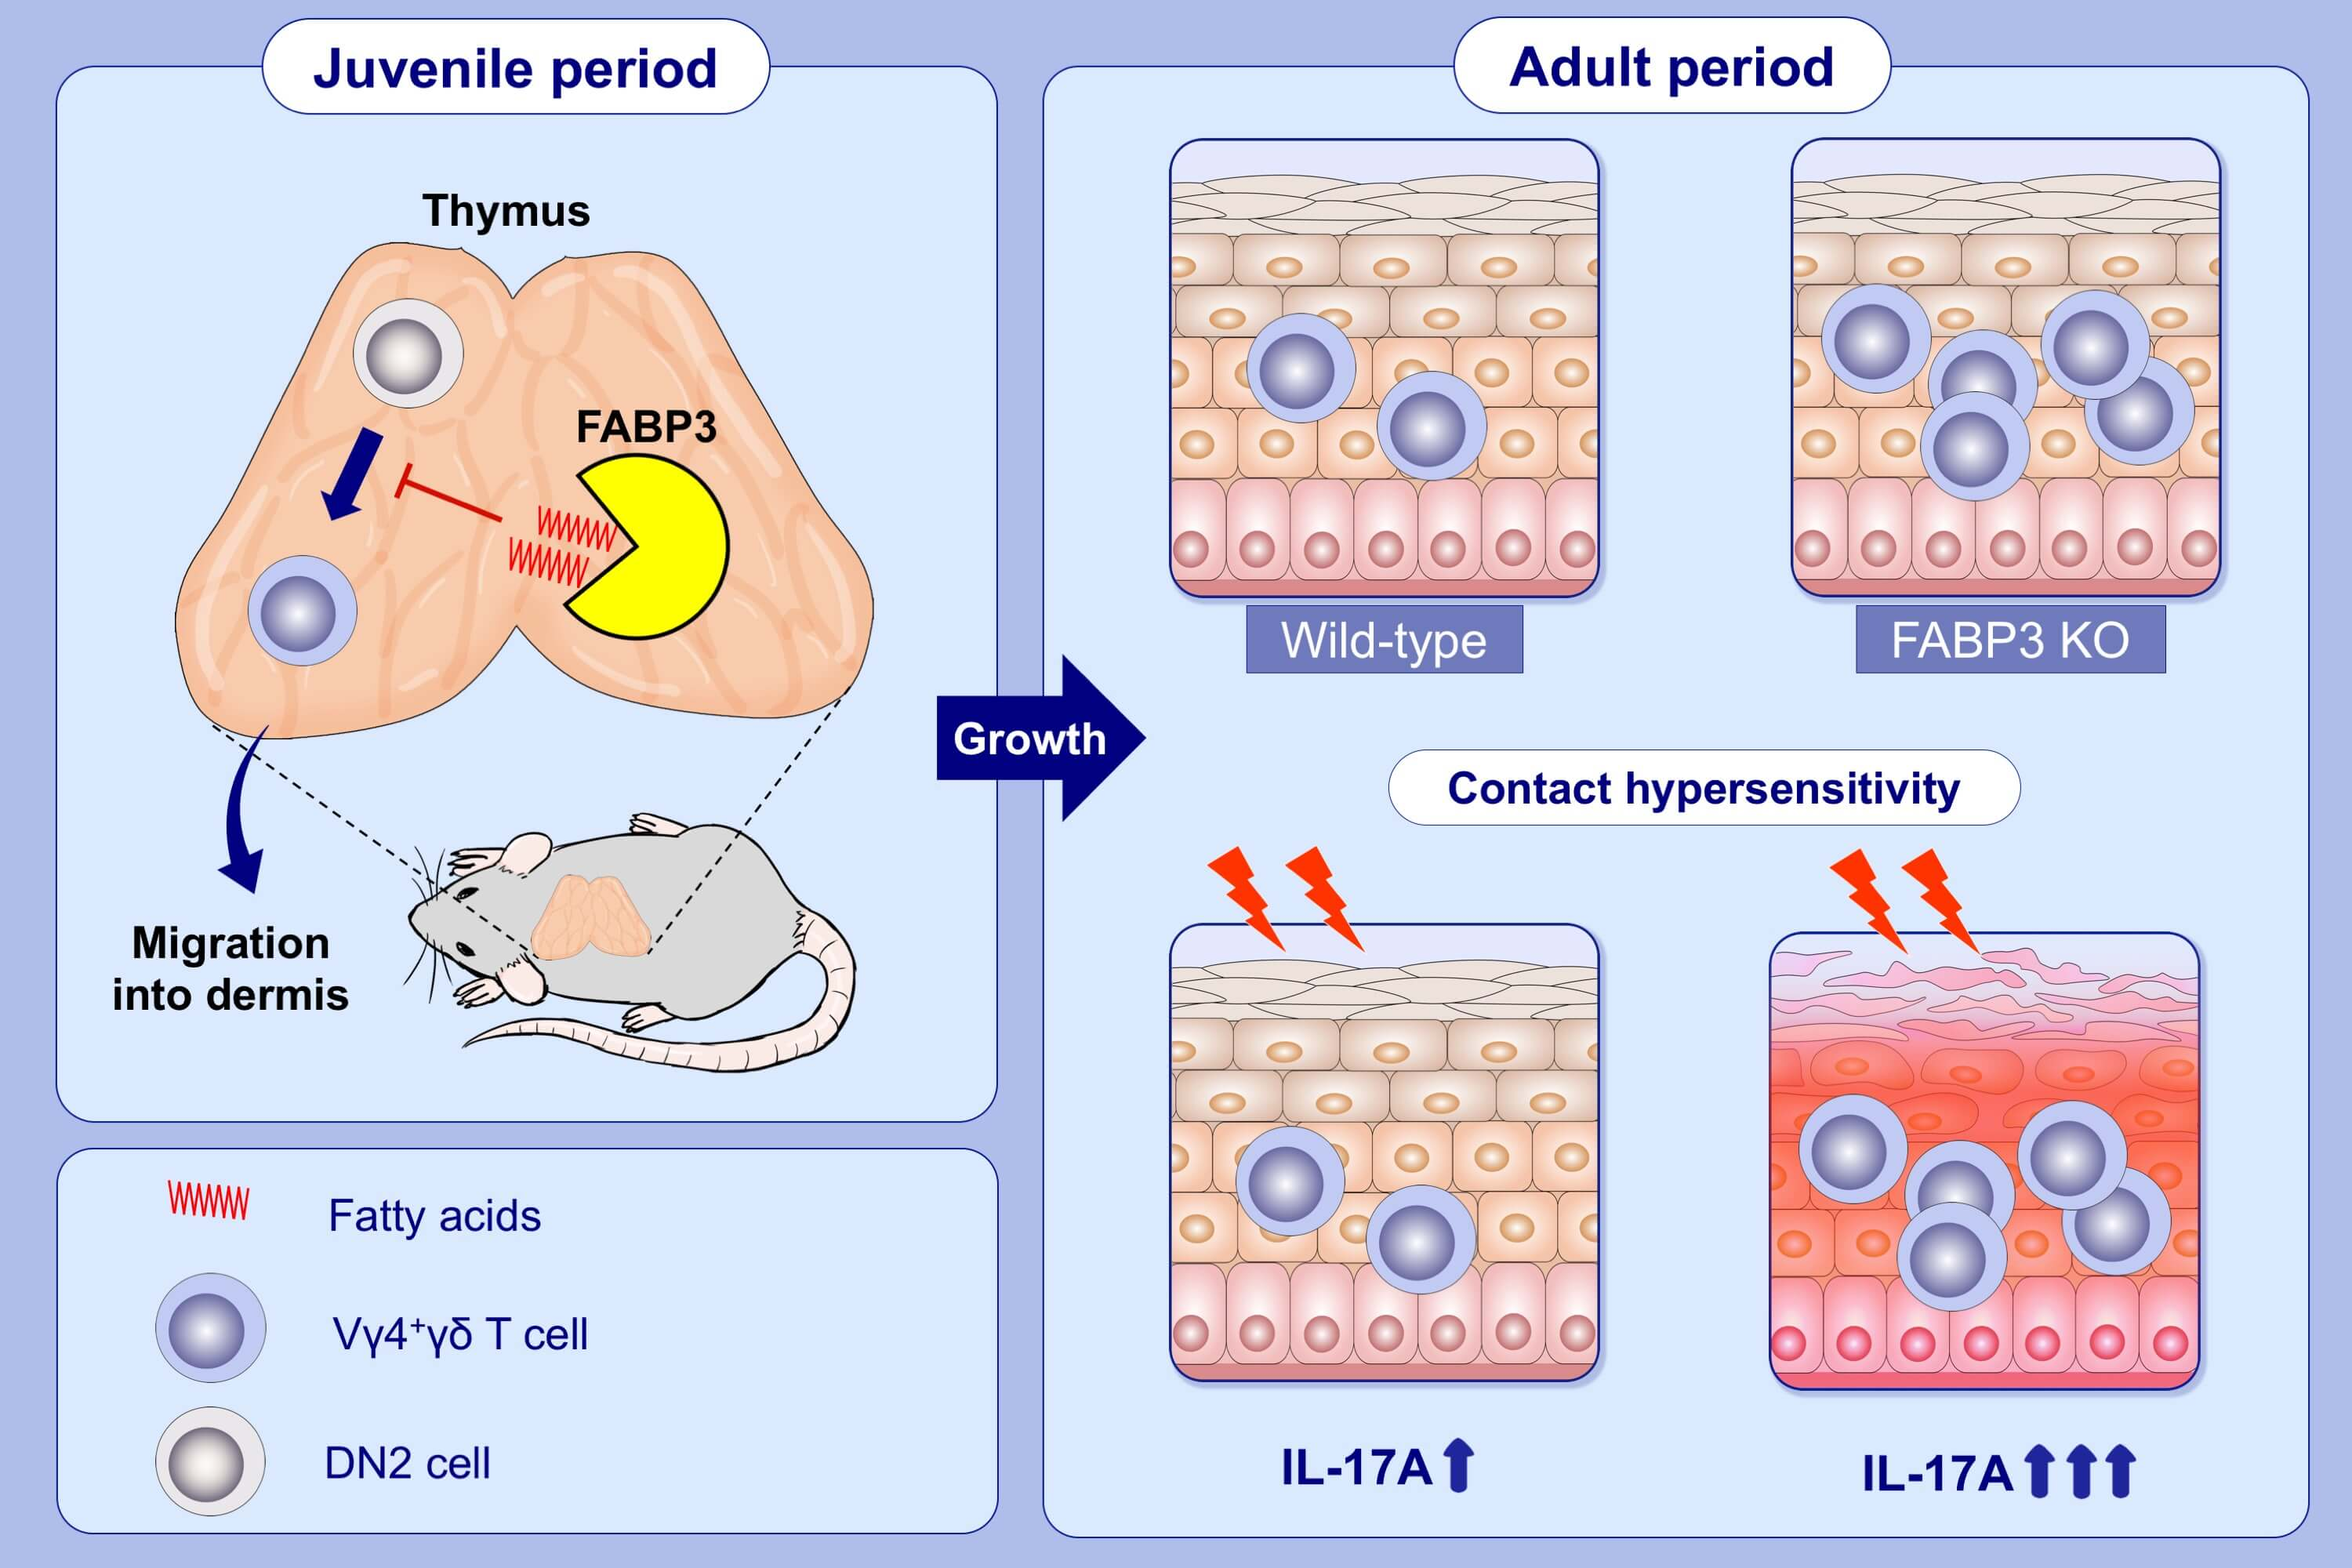 Juvenile period
Thymus
FABP3
Migration
into dermis
Fatty acids
Vγ4⁺γδ T cell
DN2 cell
Growth
Adult period
Wild-type
FABP3 KO
Contact hypersensitivity
IL-17A
IL-17A